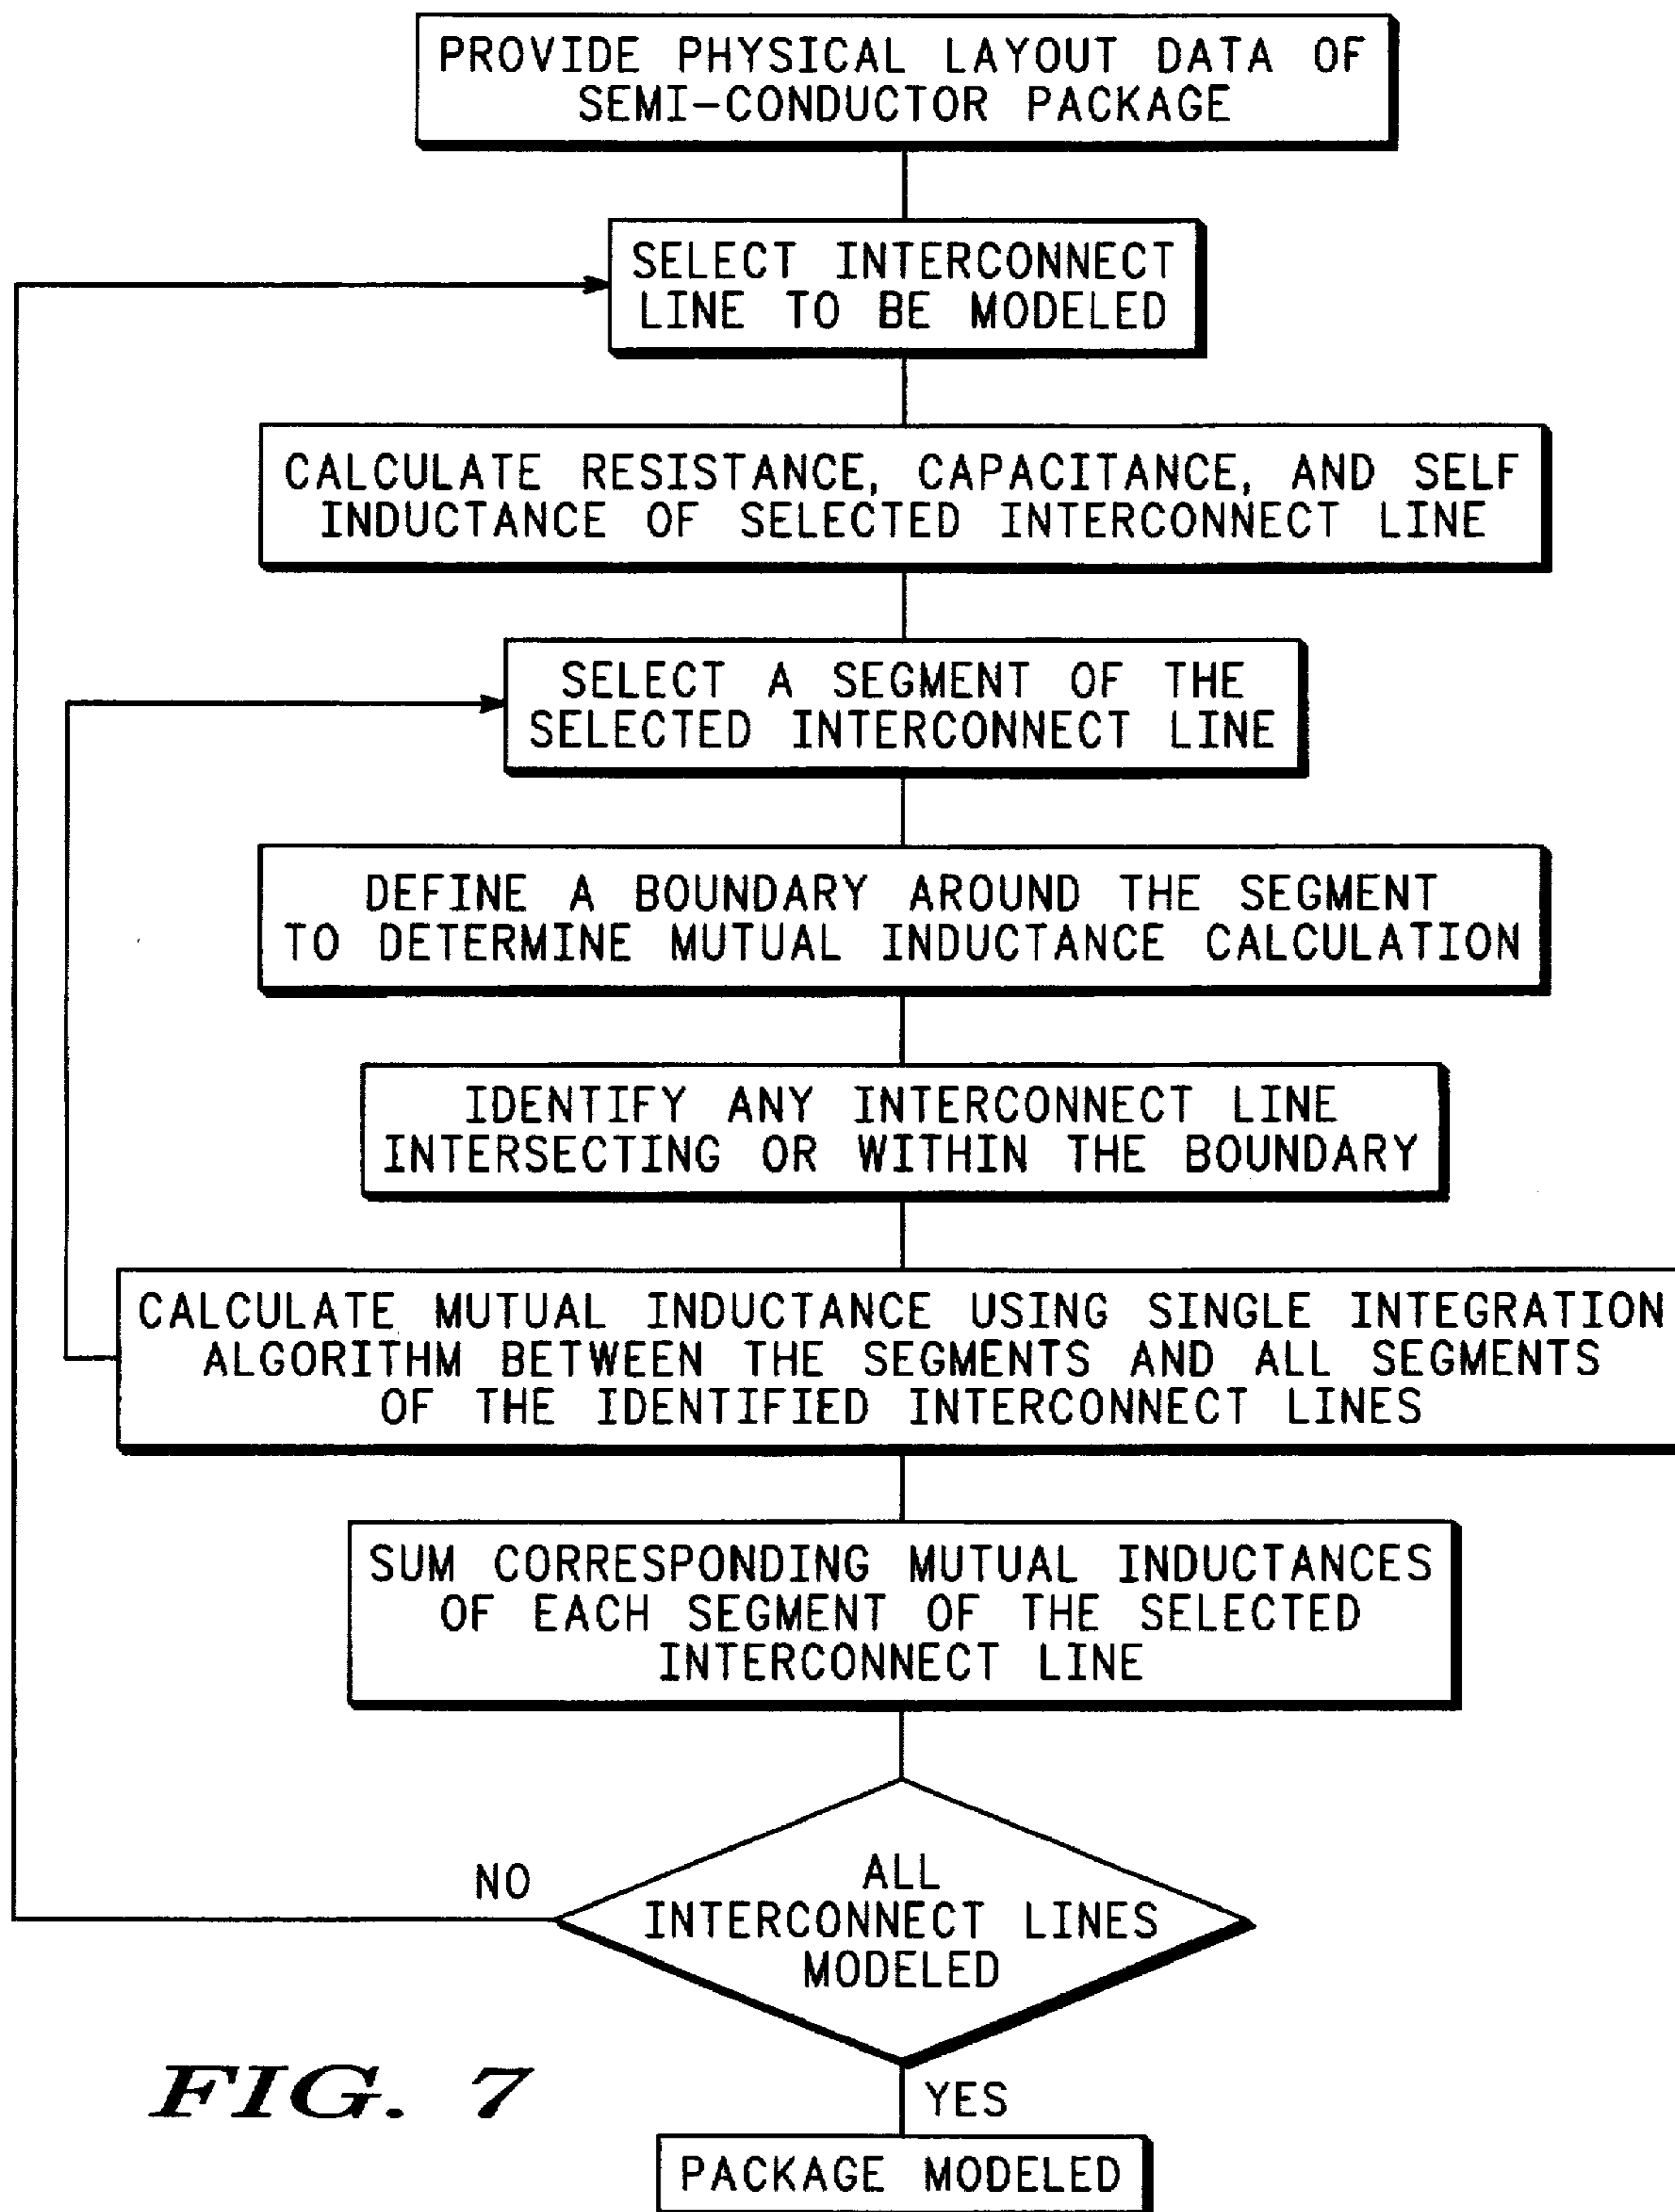 PROVIDE PHYSICAL LAYOUT DATA OF
SEMI-CONDUCTOR PACKAGE
SELECT INTERCONNECT
LINE TO BE MODELED
CALCULATE RESISTANCE, CAPACITANCE, AND SELF
INDUCTANCE OF SELECTED INTERCONNECT LINE
SELECT A SEGMENT OF THE
SELECTED INTERCONNECT LINE
DEFINE A BOUNDARY AROUND THE SEGMENT
TO DETERMINE MUTUAL INDUCTANCE CALCULATION
IDENTIFY ANY INTERCONNECT LINE
INTERSECTING OR WITHIN THE BOUNDARY
CALCULATE MUTUAL INDUCTANCE USING SINGLE INTEGRATION
ALGORITHM BETWEEN THE SEGMENTS AND ALL SEGMENTS
OF THE IDENTIFIED INTERCONNECT LINES
SUM CORRESPONDING MUTUAL INDUCTANCES
OF EACH SEGMENT OF THE SELECTED
INTERCONNECT LINE
NO
ALL
INTERCONNECT LINES
MODELED
YES
PACKAGE MODELED
FIG. 7